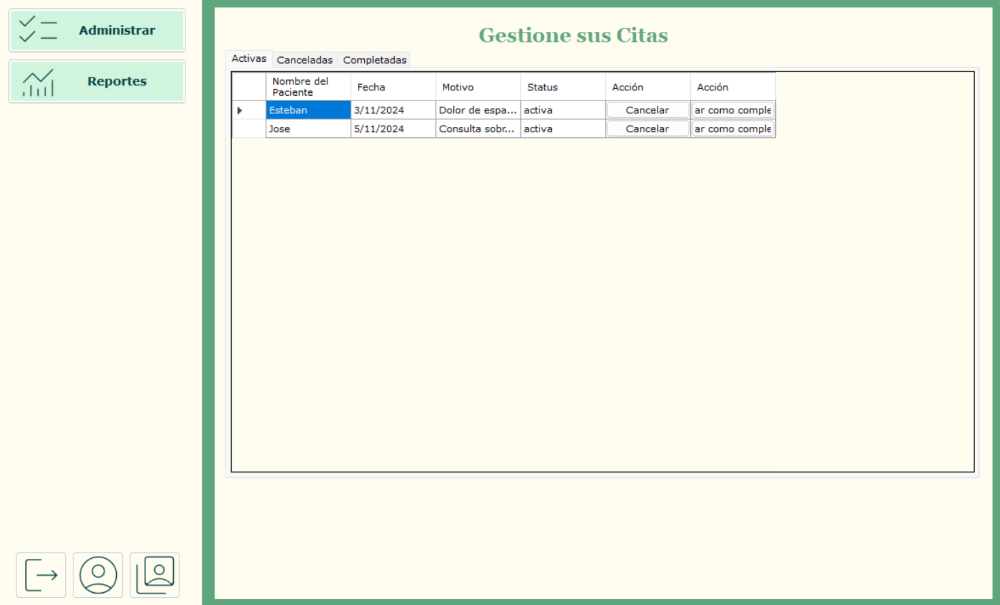 Administrar
Reportes
Gestione sus Citas
Activas Canceladas Completadas
Nombre del Paciente Fecha Motivo Status Acción Acción
Esteban 3/11/2024 Dolor de espa... activa Cancelar ar como comple
Jose 5/11/2024 Consulta sobr... activa Cancelar ar como comple